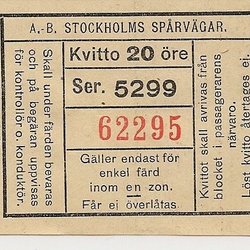 A.-B. STOCKHOLMS SPÅRVÄGAR.
Skall under färden bevaras
och på begäran uppvisas
för kontrollör o. konduktör.
Kvitto 20 öre
Ser. 5299
62295
Gäller endast för
enkel färd
inom en zon.
Får ej överlåtas.
Kvittot skall avrivas från
blocket i passagerarens
närvaro.
Löst kvitto återtages ej.